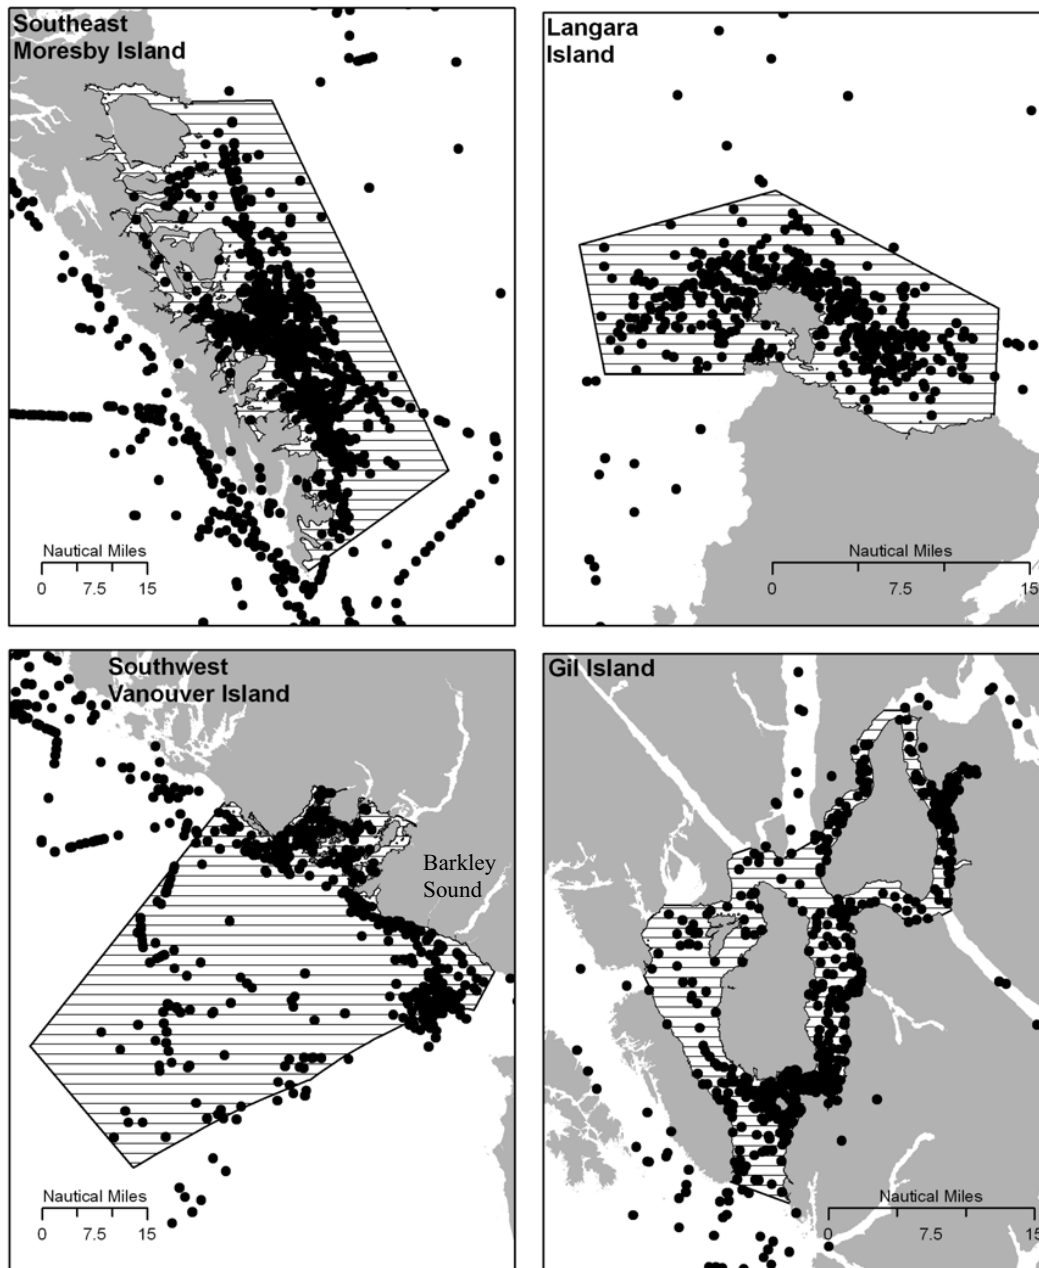 Southeast
Moresby Island
Nautical Miles
0 7.5 15
Langara
Island
Nautical Miles
0 7.5 15
Southwest
Vanouver Island
Barkley
Sound
Nautical Miles
0 7.5 15
Gil Island
Nautical Miles
0 7.5 15